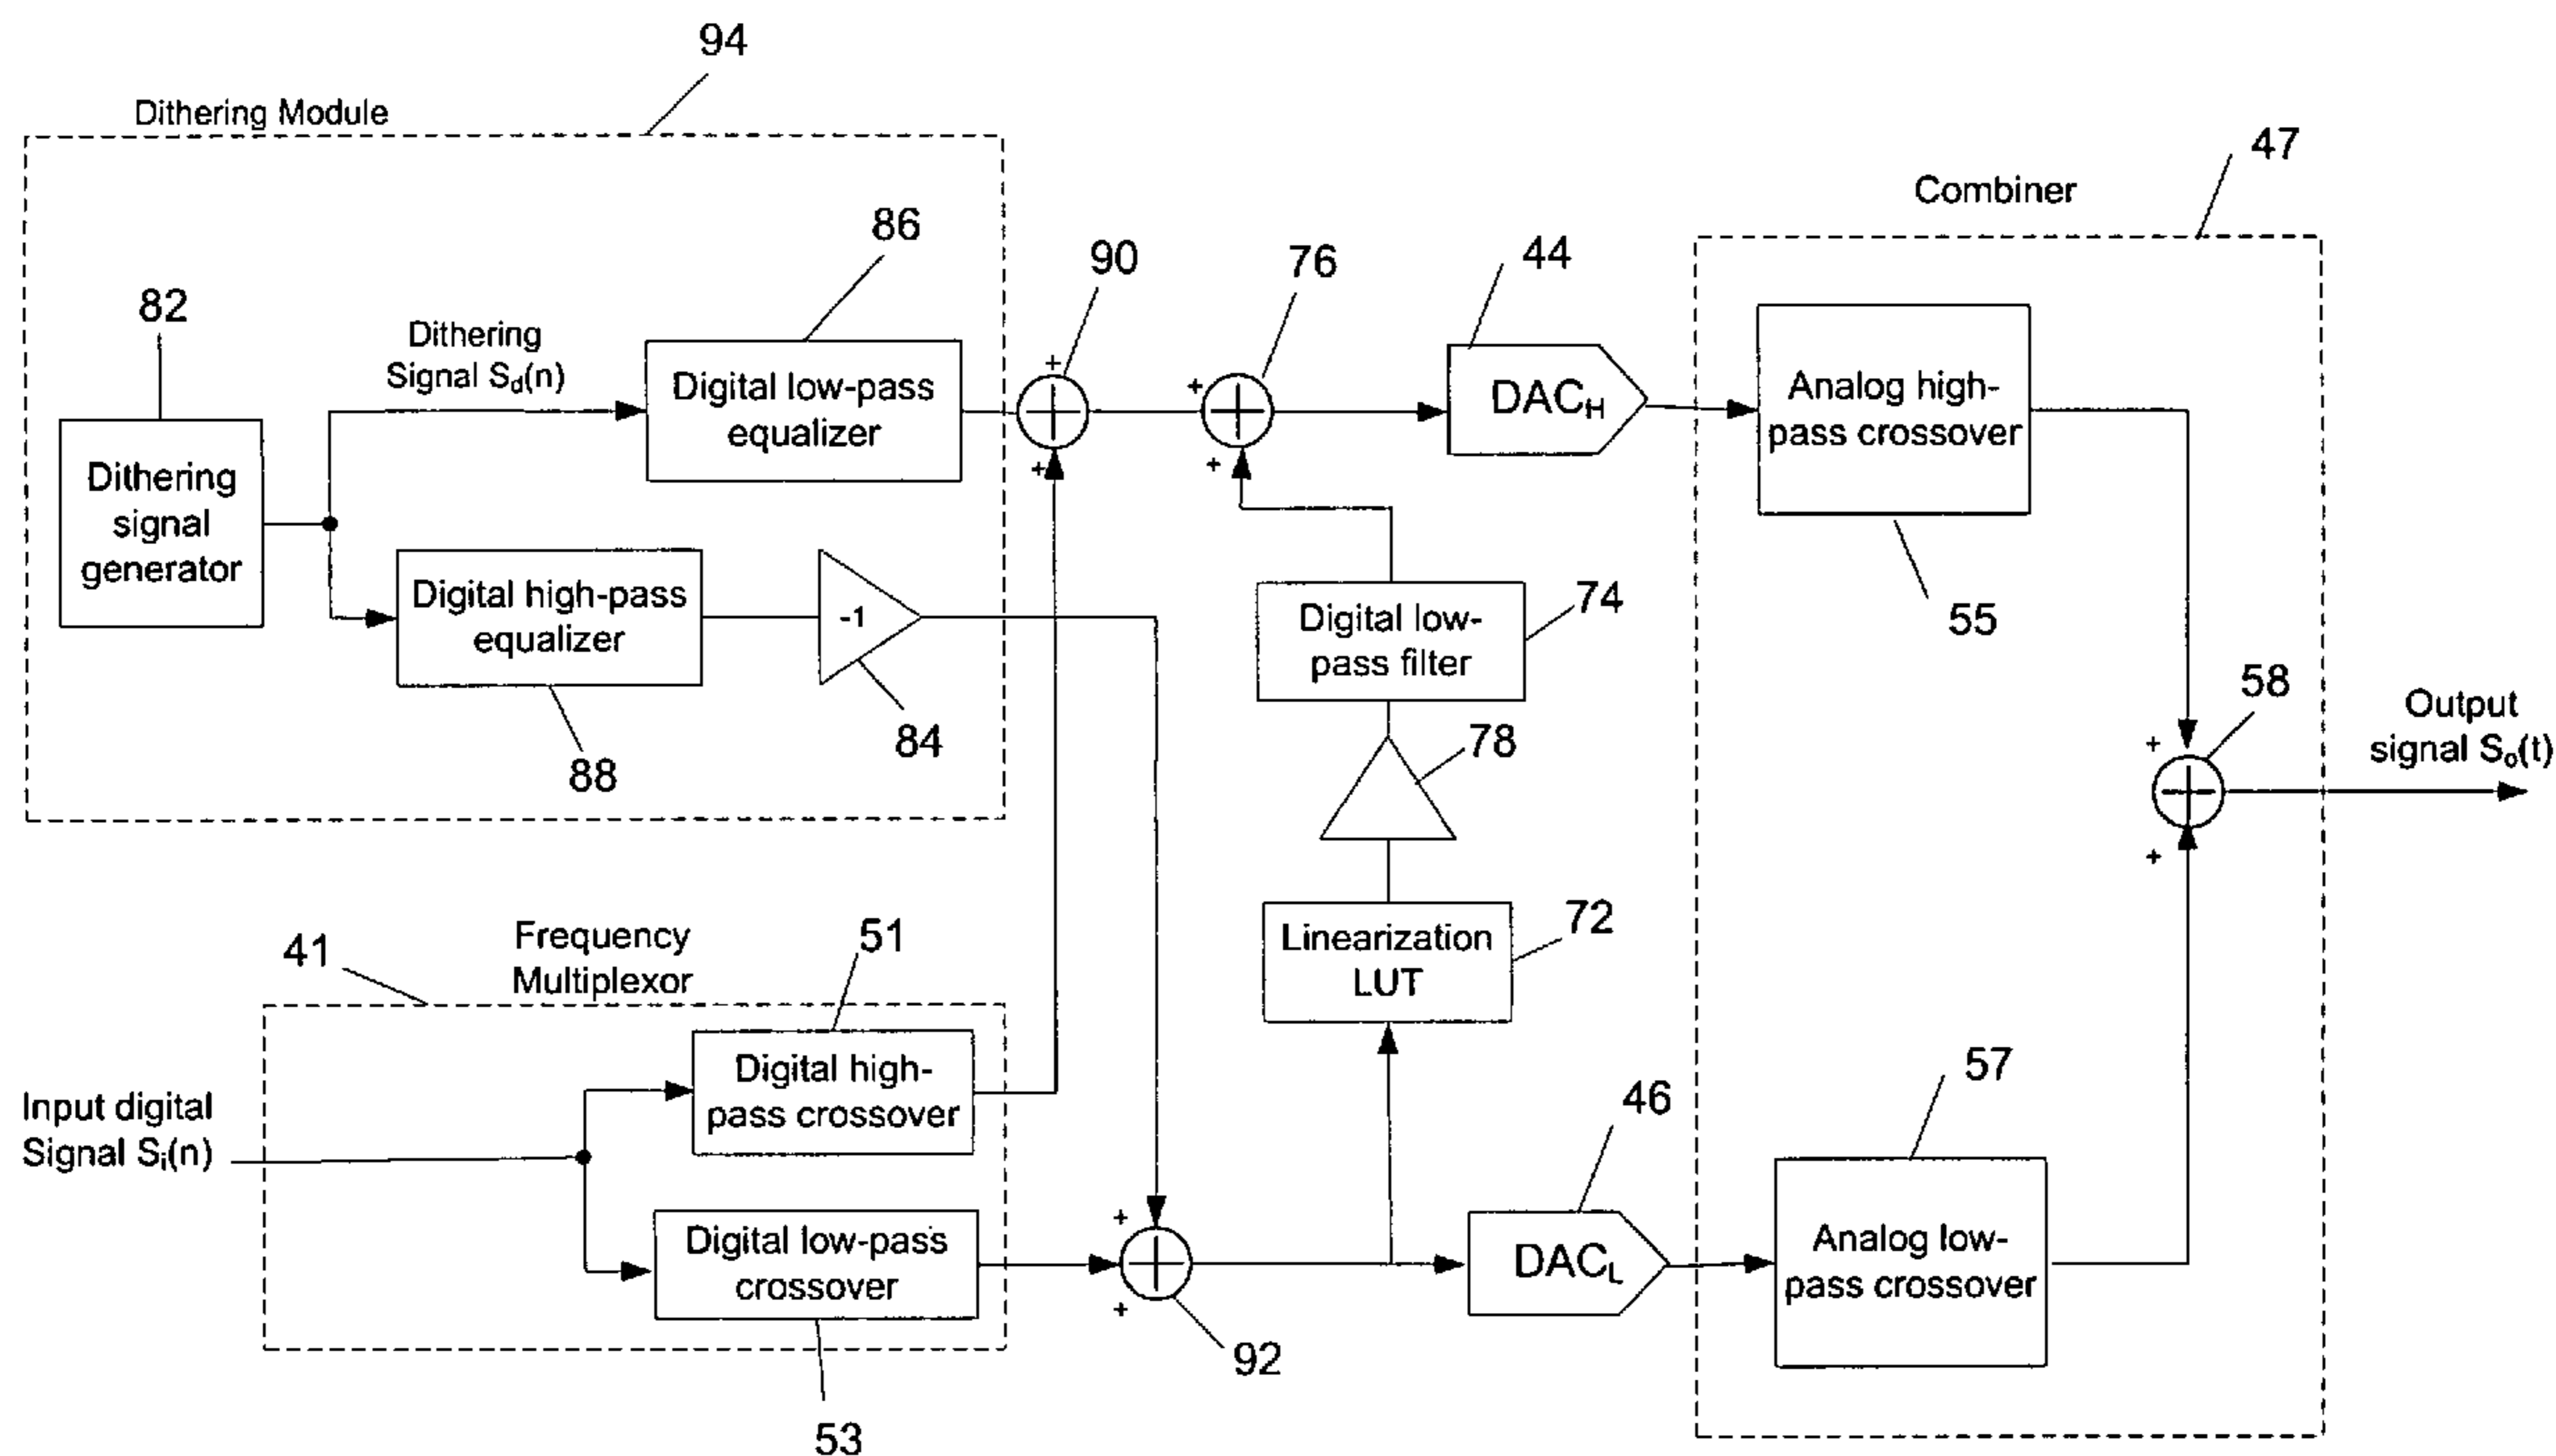 94
Dithering Module
47
Combiner
86
90
76
44
82
Dithering
Signal Sd(n)
Digital low-pass
equalizer
+
+
+
+
DACH
Analog high-
pass crossover
55
Dithering
signal
generator
Digital high-pass
equalizer
88
-1
84
Digital low-
pass filter
74
78
58
+
+
Output
signal So(t)
Linearization
LUT
72
41
Frequency
Multiplexor
51
Digital high-
pass crossover
Input digital
Signal Si(n)
Digital low-pass
crossover
53
+
+
92
46
DACL
57
Analog low-
pass crossover